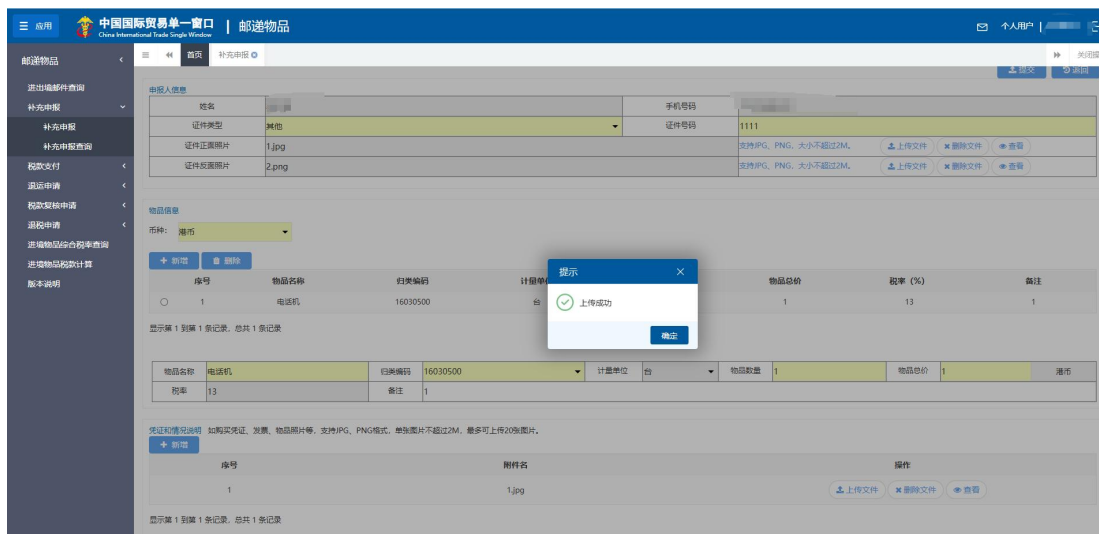 应用 中国国际贸易单一窗口 | 邮递物品 个人用户 |
China International Trade Single Window
邮递物品 首页 补充申报 关闭操
提交 返回
进出境邮件查询
补充申报
补充申报
补充申报查询
税款支付
退运申请
税款复核申请
退税申请
进境物品综合税率查询
进境物品税款计算
版本说明
申报人信息
姓名 手机号码
证件类型 其他 证件号码 1111
证件正面照片 1.jpg 支持JPG、PNG，大小不超过2M。 上传文件 删除文件 查看
证件反面照片 2.png 支持JPG、PNG，大小不超过2M。 上传文件 删除文件 查看
物品信息
币种： 港币
新增 删除
序号 物品名称 归类编码 计量单位 物品总价 税率（%） 备注
1 电话机 16030500 台 1 13 1
显示第 1 到第 1 条记录，总共 1 条记录
提示
上传成功
确定
物品名称 电话机 归类编码 16030500 计量单位 台 物品数量 1 物品总价 1 港币
税率 13 备注 1
凭证和情况说明 如购买凭证、发票、物品照片等，支持JPG、PNG格式，单张图片不超过2M，最多可上传20张图片。
新增
序号 附件名 操作
1 1.jpg 上传文件 删除文件 查看
显示第 1 到第 1 条记录，总共 1 条记录